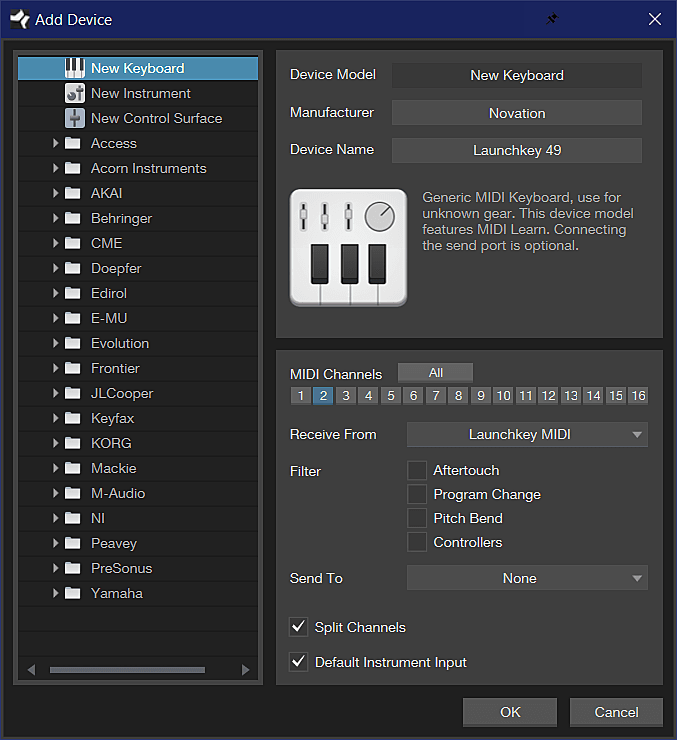 Add Device
New Keyboard
New Instrument
New Control Surface
Access
Acorn Instruments
AKAI
Behringer
CME
Doepfer
Edirol
E-MU
Evolution
Frontier
JLCooper
Keyfax
KORG
Mackie
M-Audio
NI
Peavey
PreSonus
Yamaha
Device Model New Keyboard
Manufacturer Novation
Device Name Launchkey 49
Generic MIDI Keyboard, use for
unknown gear. This device model
features MIDI Learn. Connecting
the send port is optional.
MIDI Channels All
1 2 3 4 5 6 7 8 9 10 11 12 13 14 15 16
Receive From Launchkey MIDI
Filter Aftertouch
Program Change
Pitch Bend
Controllers
Send To None
Split Channels
Default Instrument Input
OK Cancel